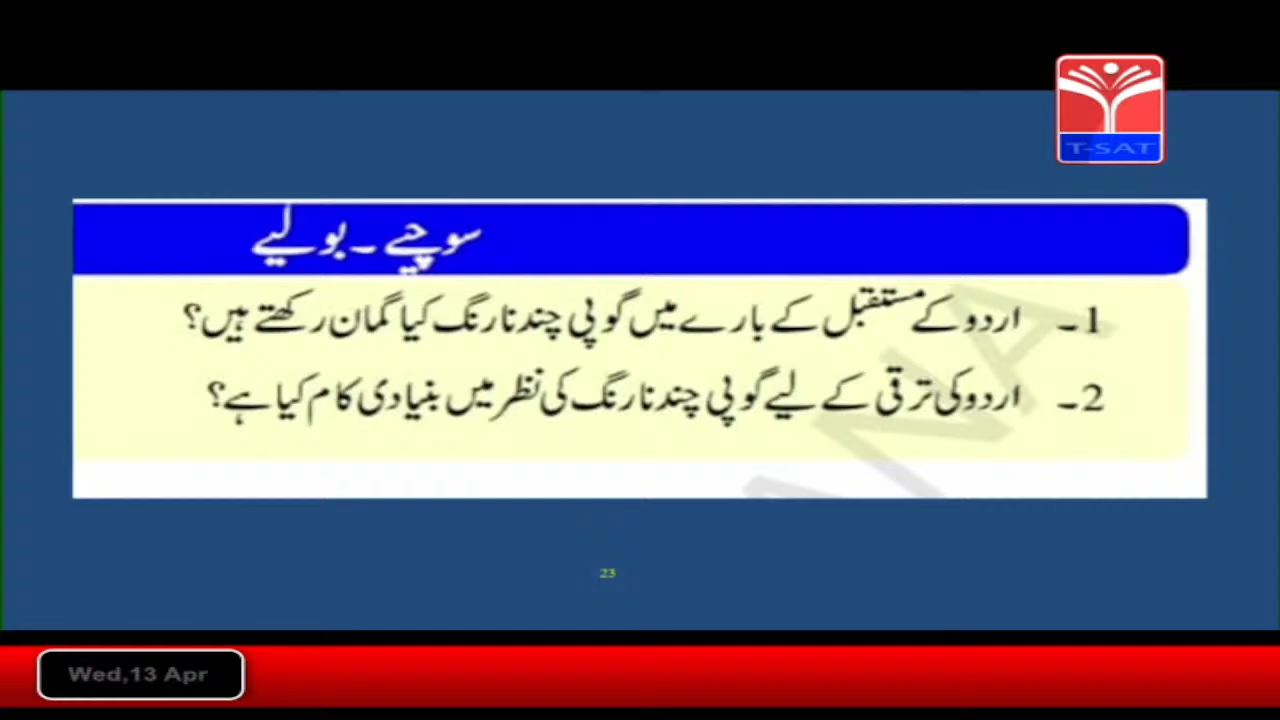 T-SAT
سوچیے ۔ بولیے
1۔ اردو کے مستقبل کے بارے میں گوپی چند نارنگ کیا گمان رکھتے ہیں؟
2۔ اردو کی ترقی کے لیے گوپی چند نارنگ کی نظر میں بنیادی کام کیا ہے؟
23
Wed,13 Apr